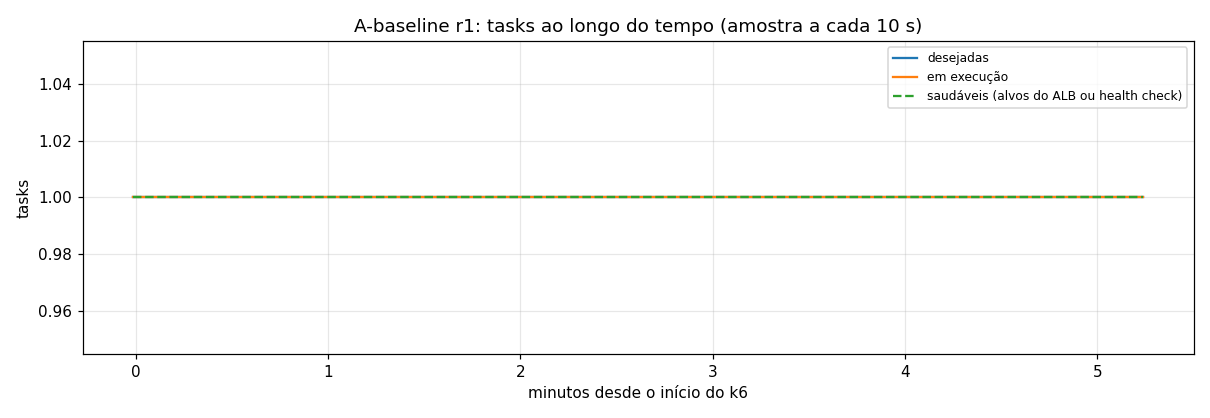 A-baseline r1: tasks ao longo do tempo (amostra a cada 10 s)
desejadas
em execução
saudáveis (alvos do ALB ou health check)
1.04
1.02
1.00
0.98
0.96
tasks
0 1 2 3 4 5
minutos desde o início do k6